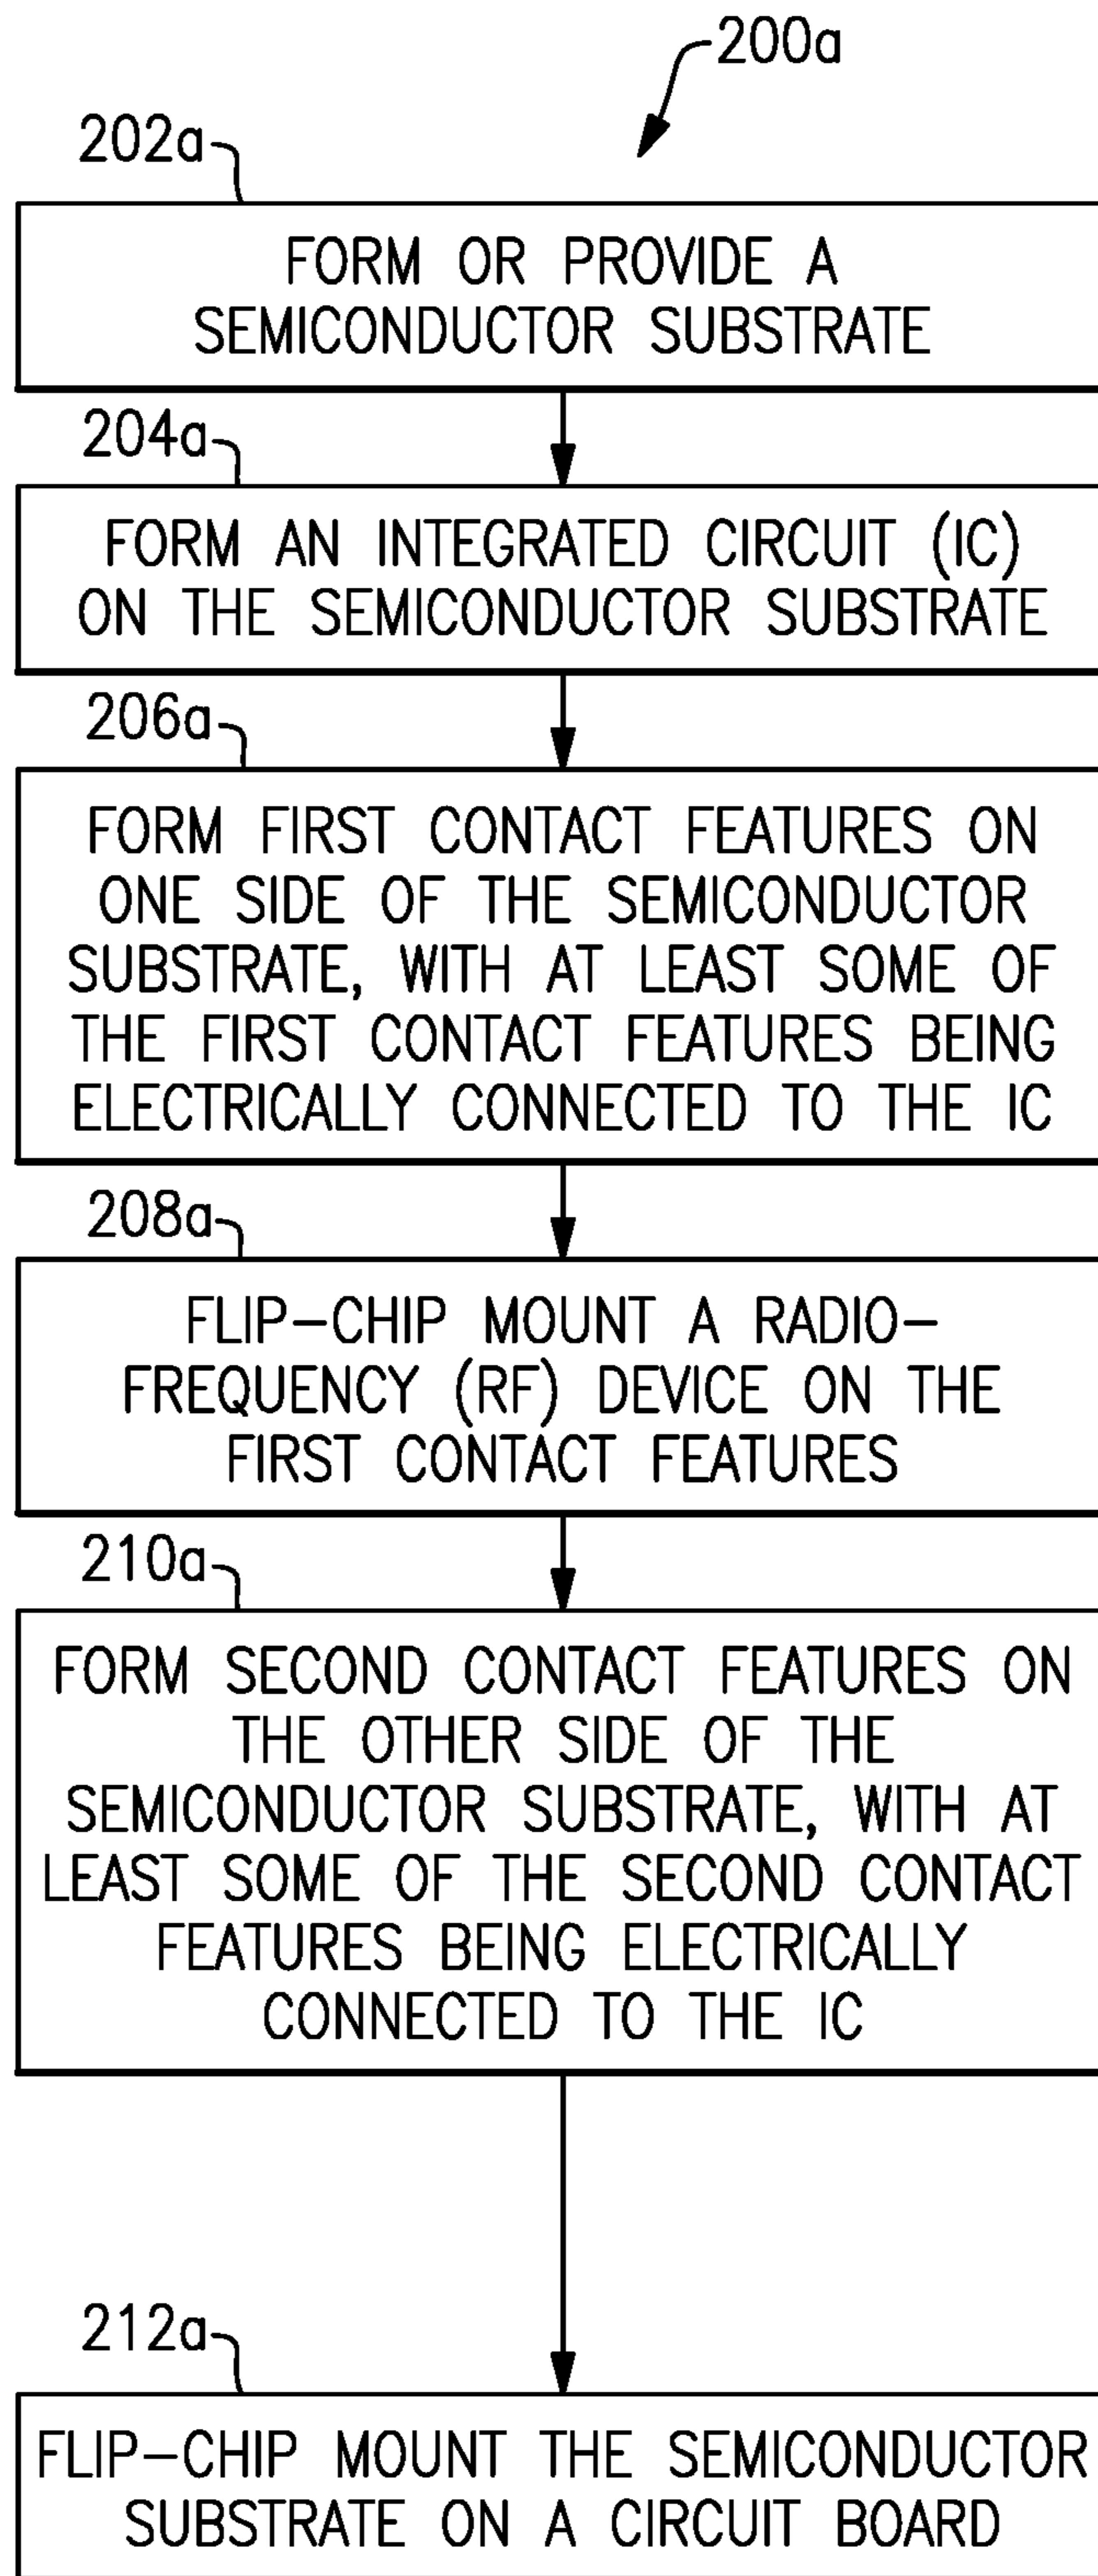 200a
202a
FORM OR PROVIDE A
SEMICONDUCTOR SUBSTRATE
204a
FORM AN INTEGRATED CIRCUIT (IC)
ON THE SEMICONDUCTOR SUBSTRATE
206a
FORM FIRST CONTACT FEATURES ON
ONE SIDE OF THE SEMICONDUCTOR
SUBSTRATE, WITH AT LEAST SOME OF
THE FIRST CONTACT FEATURES BEING
ELECTRICALLY CONNECTED TO THE IC
208a
FLIP-CHIP MOUNT A RADIO-
FREQUENCY (RF) DEVICE ON THE
FIRST CONTACT FEATURES
210a
FORM SECOND CONTACT FEATURES ON
THE OTHER SIDE OF THE
SEMICONDUCTOR SUBSTRATE, WITH AT
LEAST SOME OF THE SECOND CONTACT
FEATURES BEING ELECTRICALLY
CONNECTED TO THE IC
212a
FLIP-CHIP MOUNT THE SEMICONDUCTOR
SUBSTRATE ON A CIRCUIT BOARD